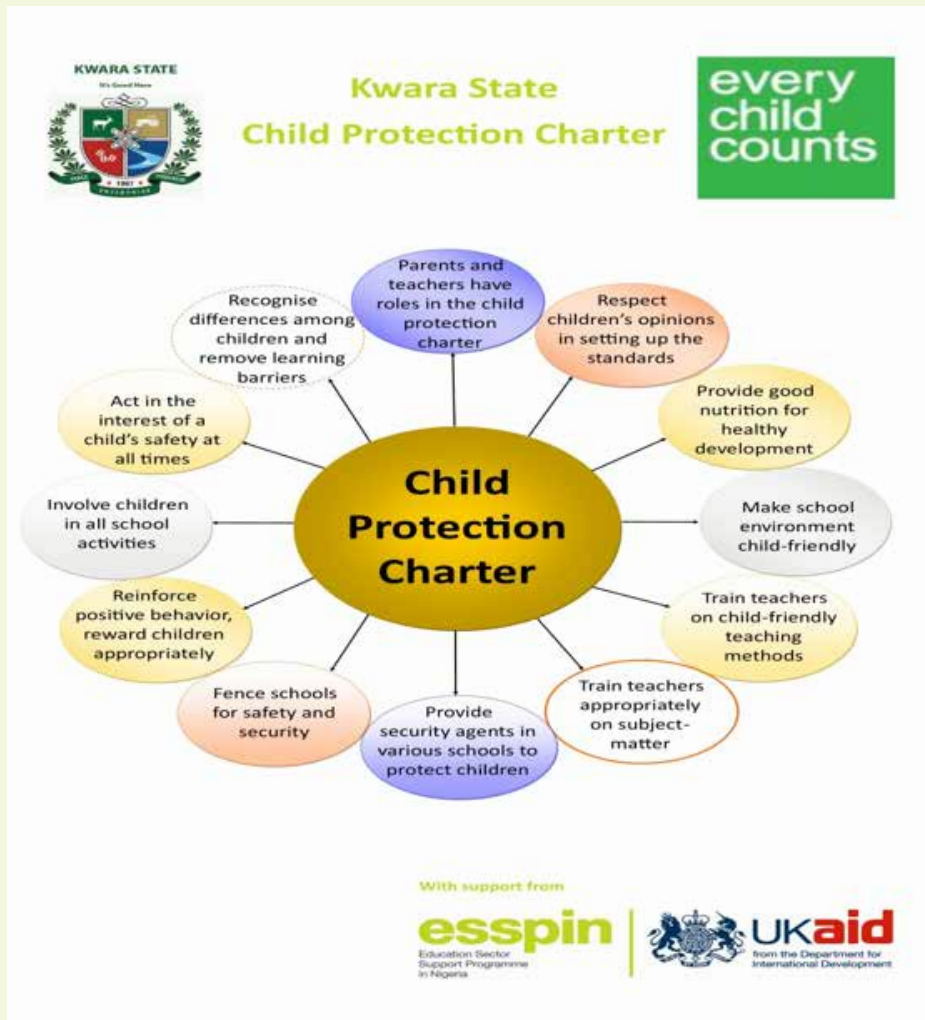 KWARA STATE
It's Good Here
Kwara State
Child Protection Charter
every
child
counts
1967
Parents and
teachers have
roles in the child
protection
charter
Respect
children's opinions
in setting up the
standards
Provide good
nutrition for
healthy
development
Make school
environment
child-friendly
Train teachers
on child-friendly
teaching
methods
Train teachers
appropriately
on subject-
matter
Provide
security agents in
various schools to
protect children
Fence schools
for safety and
security
Reinforce
positive behavior,
reward children
appropriately
Involve children
in all school
activities
Act in the
interest of a
child's safety at
all times
Recognise
differences among
children and
remove learning
barriers
Child
Protection
Charter
With support from
esspin
Education Sector
Support Programme
in Nigeria
UKaid
from the Department for
International Development